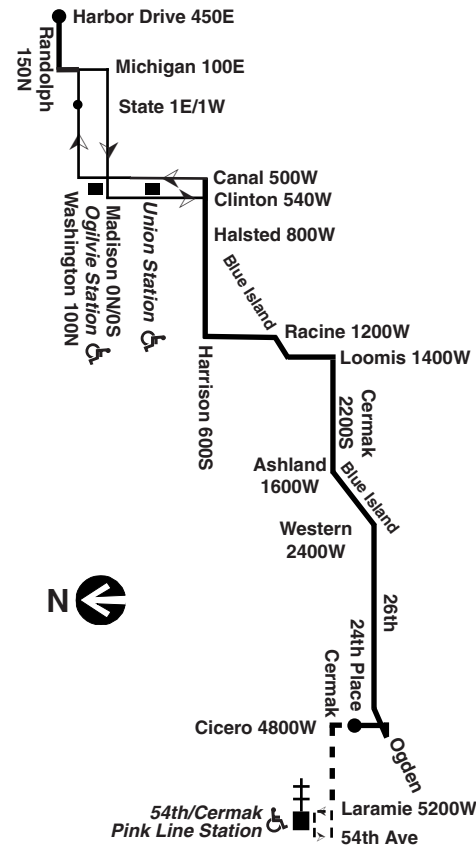 Harbor Drive 450E
Randolph
150N
Michigan 100E
State 1E/1W
Canal 500W
Clinton 540W
Washington 100N
Ogilvie Station
Madison 0N/0S
Union Station
Halsted 800W
Blue Island
Racine 1200W
Harrison 600S
Loomis 1400W
Cermak
2200S
Ashland
1600W
Blue Island
Western
2400W
N
26th
24th Place
Cermak
Cicero 4800W
Ogden
54th/Cermak
Pink Line Station
Laramie 5200W
54th Ave